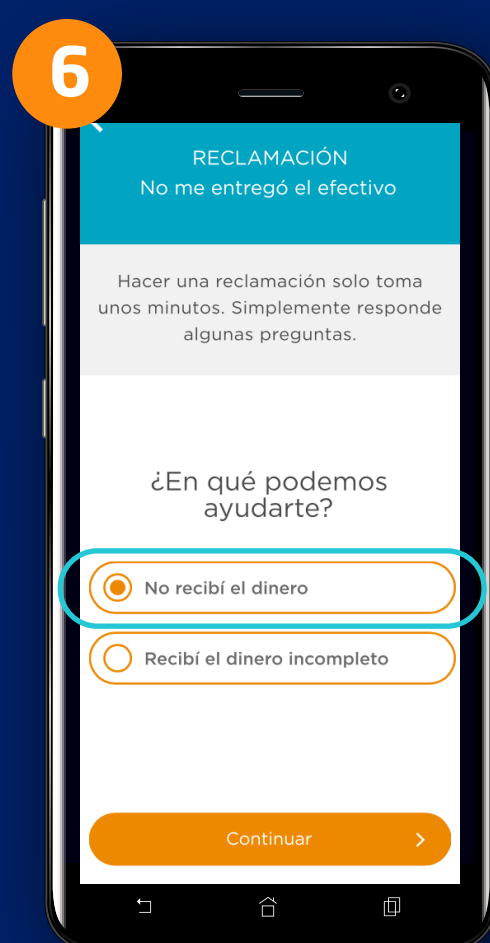 6
RECLAMACIÓN
No me entregó el efectivo
Hacer una reclamación solo toma
unos minutos. Simplemente responde
algunas preguntas.
¿En qué podemos
ayudarte?
No recibí el dinero
Recibí el dinero incompleto
Continuar